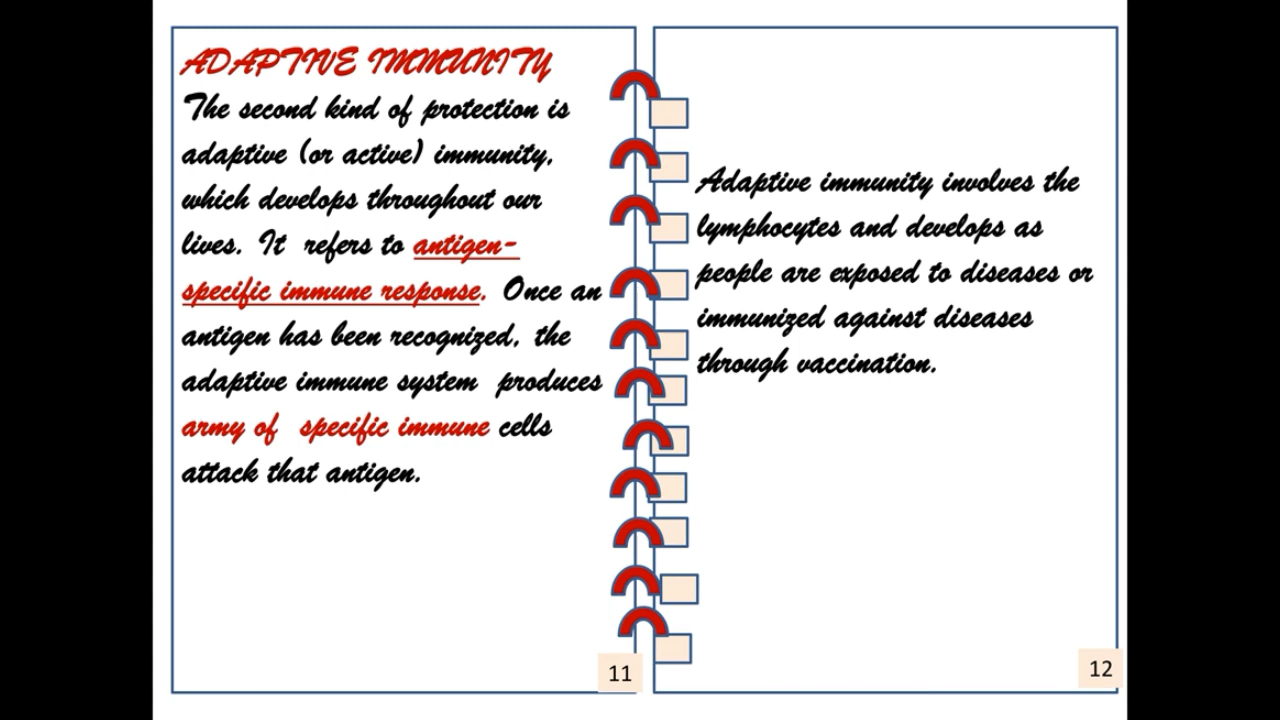 ADAPTIVE IMMUNITY
The second kind of protection is
adaptive (or active) immunity,
which develops throughout our
lives. It refers to antigen-
specific immune response. Once an
antigen has been recognized, the
adaptive immune system produces
army of specific immune cells
attack that antigen.
11
Adaptive immunity involves the
lymphocytes and develops as
people are exposed to diseases or
immunized against diseases
through vaccination.
12